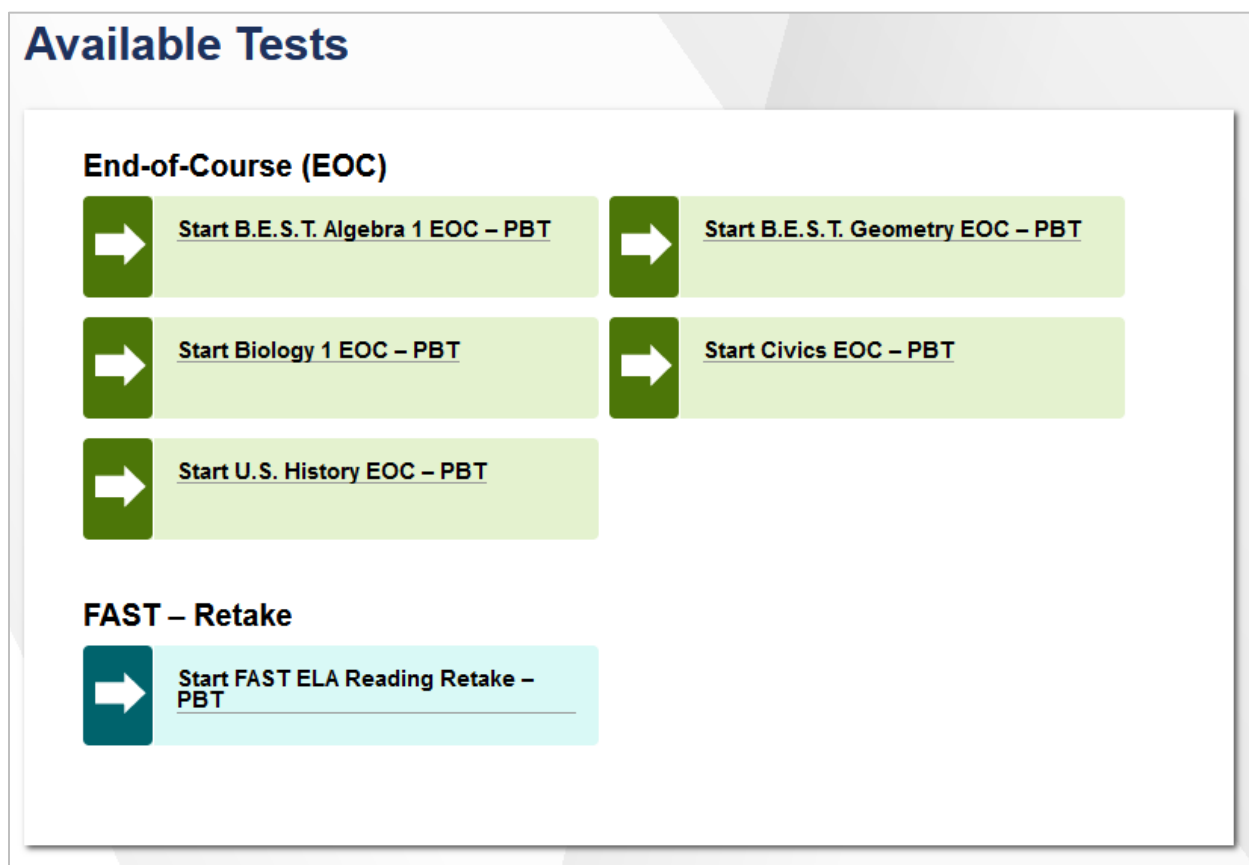 Available Tests
End-of-Course (EOC)
Start B.E.S.T. Algebra 1 EOC – PBT
Start B.E.S.T. Geometry EOC – PBT
Start Biology 1 EOC – PBT
Start Civics EOC – PBT
Start U.S. History EOC – PBT
FAST – Retake
Start FAST ELA Reading Retake –
PBT